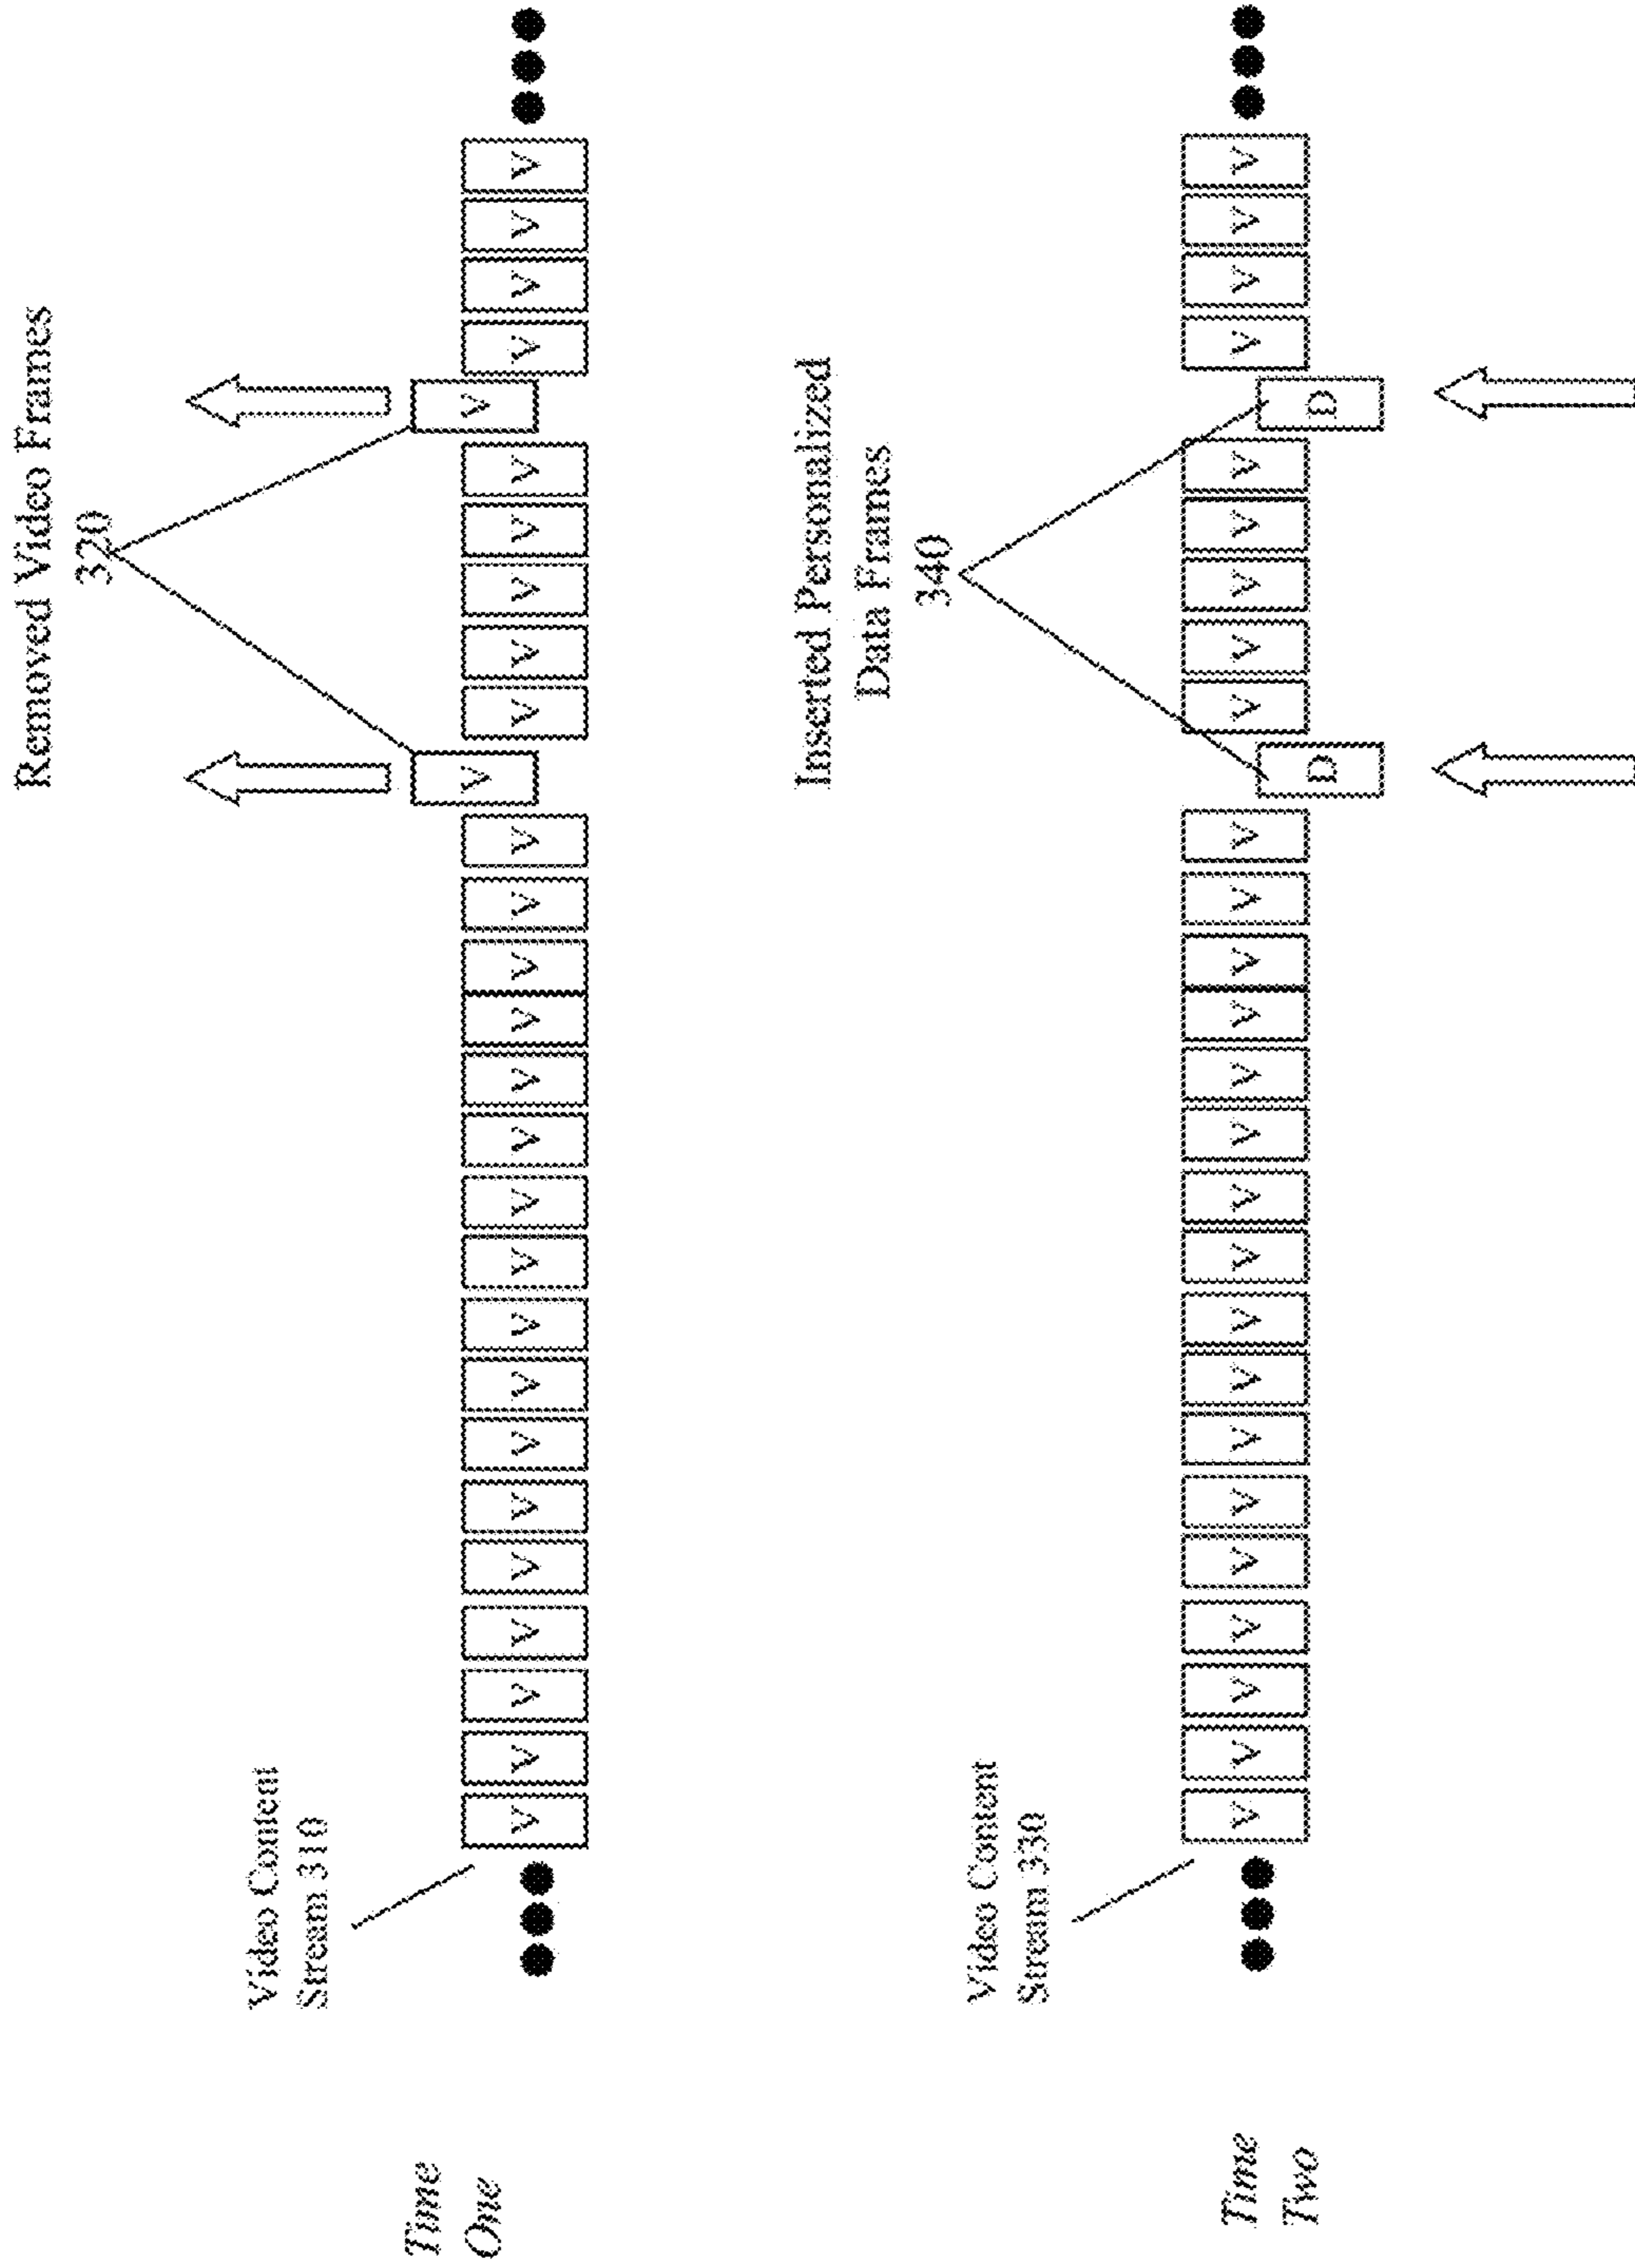 Removed Video Frames
320
Video Content
Stream 310
Time
One
V V V V V V V V V V V V V V V V V V V V V V V V V V V V
Inserted Personalized
Data Frames
340
Video Content
Stream 330
Time
Two
V V V V V V V V V V V V V V V V V D V V V V V D V V V V